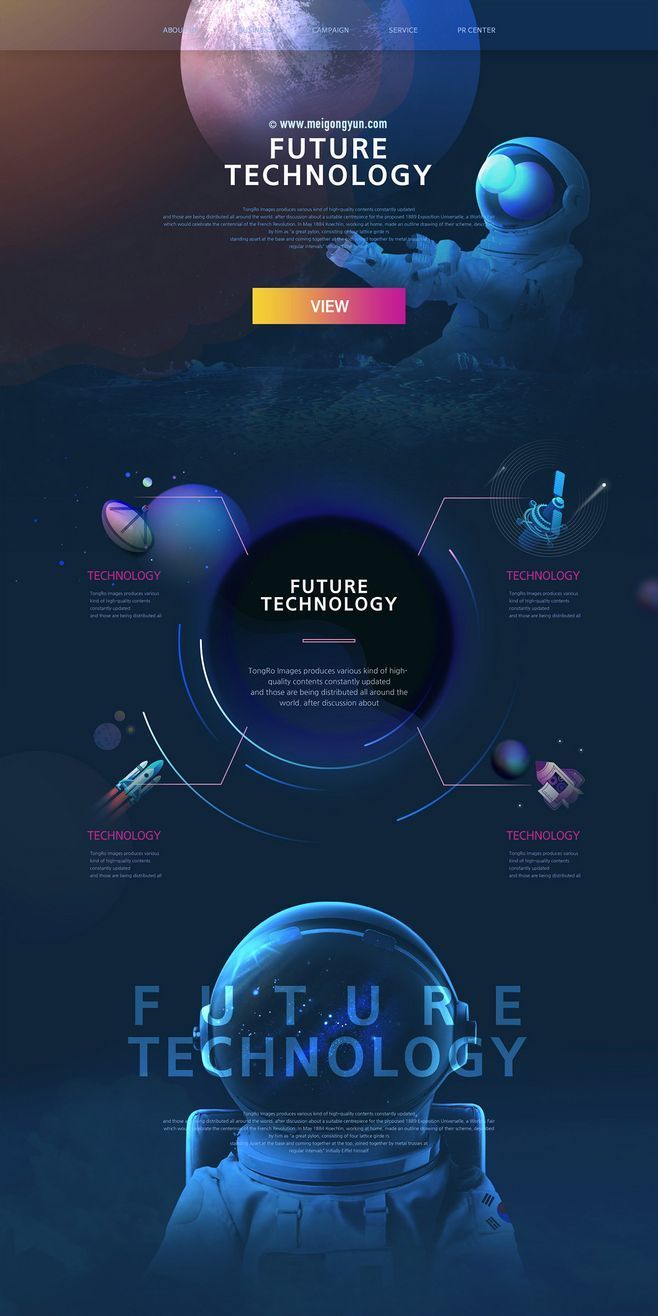 ABOUT US BUSINESS CAMPAIGN SERVICE PR CENTER
© www.meigongyun.com
FUTURE
TECHNOLOGY
TongRo Images produces various kind of high-quality contents constantly updated
and those are being distributed all around the world. after discussion about a suitable centrepiece for the proposed 1889 Exposition Universelle, a World's Fair
which would celebrate the centennial of the French Revolution. In May 1884 Koechlin, working at home, made an outline drawing of their scheme, described
by him as "a great pylon, consisting of four lattice girde rs
standing apart at the base and coming together at the top, joined together by metal trusses at
regular intervals" Initially Eiffel himself
VIEW
FUTURE
TECHNOLOGY
TongRo Images produces various kind of high-
quality contents constantly updated
and those are being distributed all around the
world. after discussion about
TECHNOLOGY
TongRo Images produces various
kind of high-quality contents
constantly updated
and those are being distributed all
TECHNOLOGY
TongRo Images produces various
kind of high-quality contents
constantly updated
and those are being distributed all
TECHNOLOGY
TongRo Images produces various
kind of high-quality contents
constantly updated
and those are being distributed all
TECHNOLOGY
TongRo Images produces various
kind of high-quality contents
constantly updated
and those are being distributed all
FUTURE
TECHNOLOGY
TongRo Images produces various kind of high-quality contents constantly updated
and those are being distributed all around the world. after discussion about a suitable centrepiece for the proposed 1889 Exposition Universelle, a World's Fair
which would celebrate the centennial of the French Revolution. In May 1884 Koechlin, working at home, made an outline drawing of their scheme, described
by him as "a great pylon, consisting of four lattice girde rs
standing apart at the base and coming together at the top, joined together by metal trusses at
regular intervals" Initially Eiffel himself